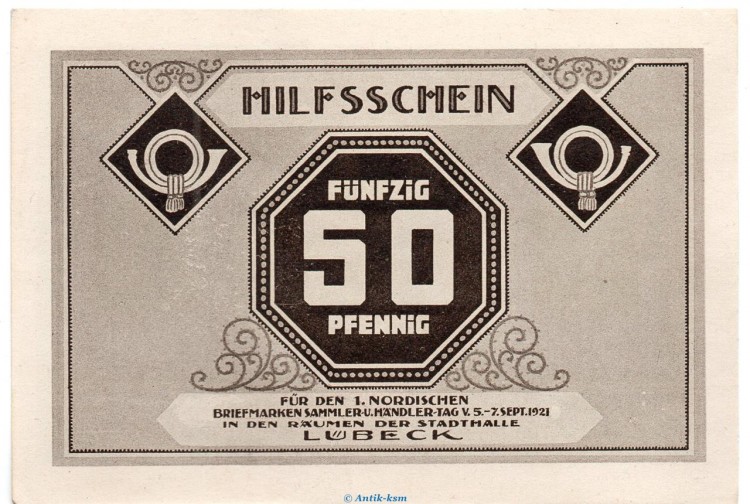 HILFSSCHEIN
FÜNFZIG
50
PFENNIG
FÜR DEN 1. NORDISCHEN
BRIEFMARKEN SAMMLER-U. HÄNDLER-TAG V. 5.-7. SEPT. 1921
IN DEN RÄUMEN DER STADTHALLE
LÜBECK
© Antik-ksm